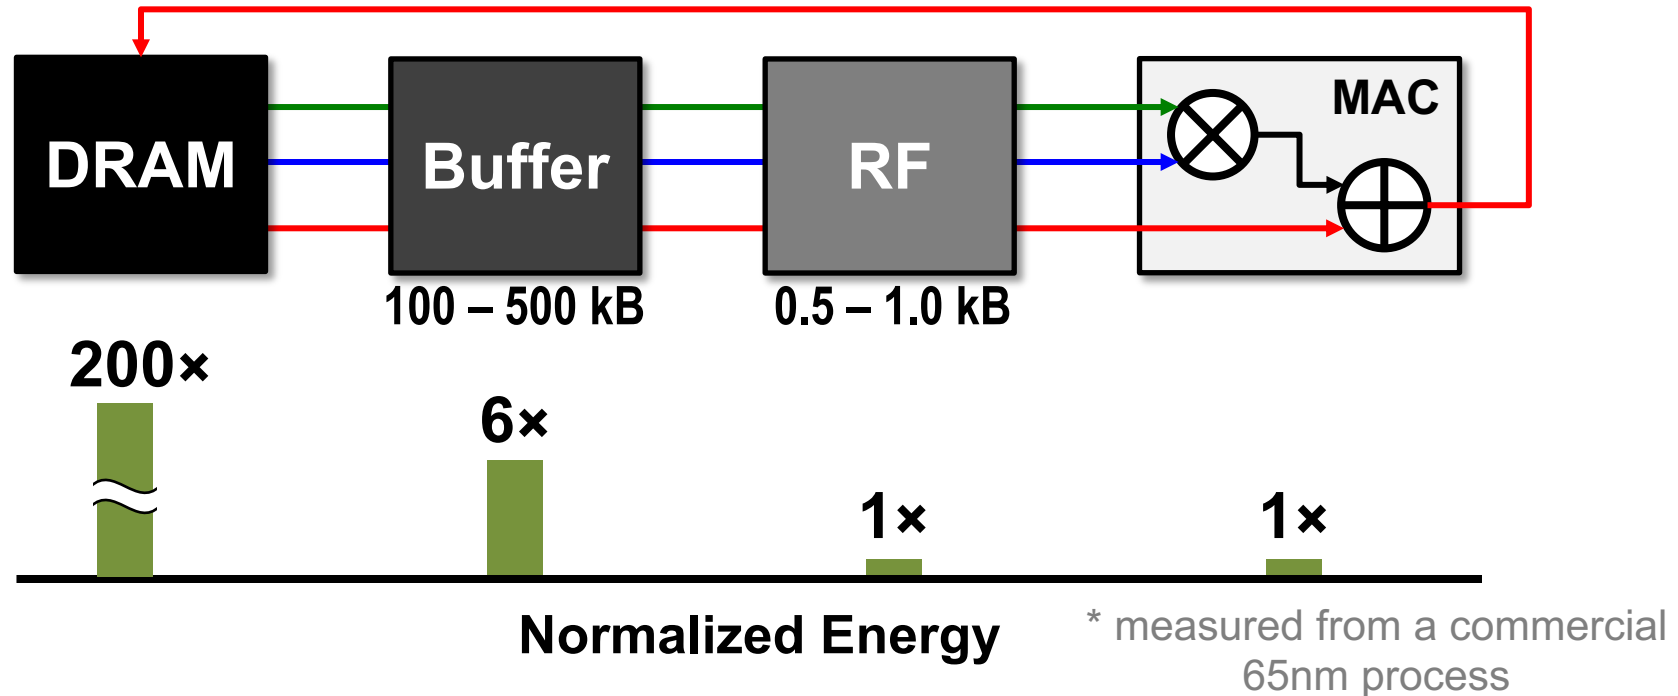 DRAM
Buffer
RF
MAC
100 – 500 kB
0.5 – 1.0 kB
200×
6×
1×
1×
Normalized Energy
* measured from a commercial
65nm process